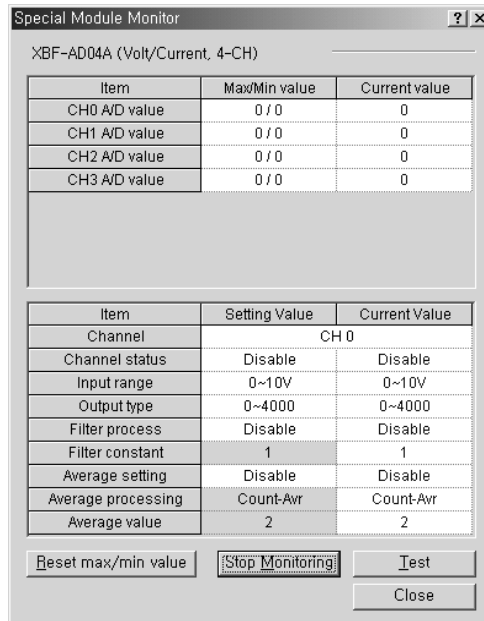 Special Module Monitor ? x
XBF-AD04A (Volt/Current, 4-CH)
Item Max/Min value Current value
CH0 A/D value 0 / 0 0
CH1 A/D value 0 / 0 0
CH2 A/D value 0 / 0 0
CH3 A/D value 0 / 0 0
Item Setting Value Current Value
Channel CH 0
Channel status Disable Disable
Input range 0~10V 0~10V
Output type 0~4000 0~4000
Filter process Disable Disable
Filter constant 1 1
Average setting Disable Disable
Average processing Count-Avr Count-Avr
Average value 2 2
Reset max/min value Stop Monitoring Test
Close